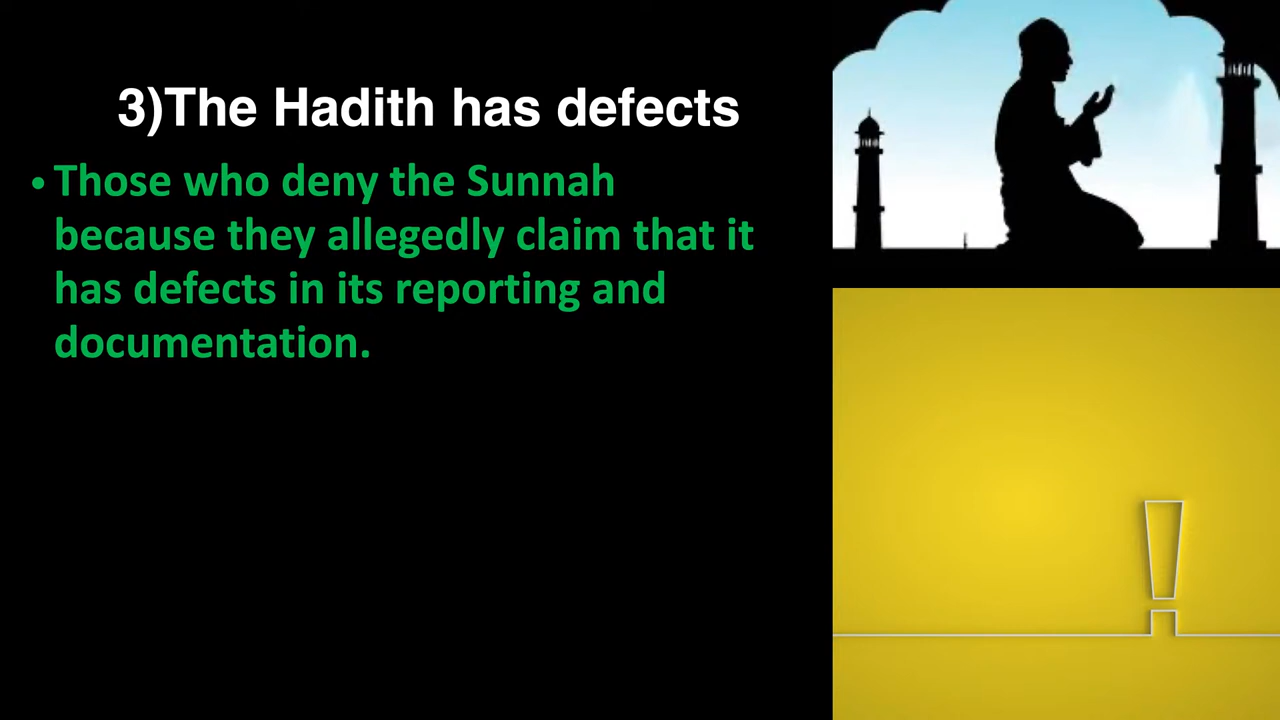 3)The Hadith has defects
• Those who deny the Sunnah
because they allegedly claim that it
has defects in its reporting and
documentation.
!